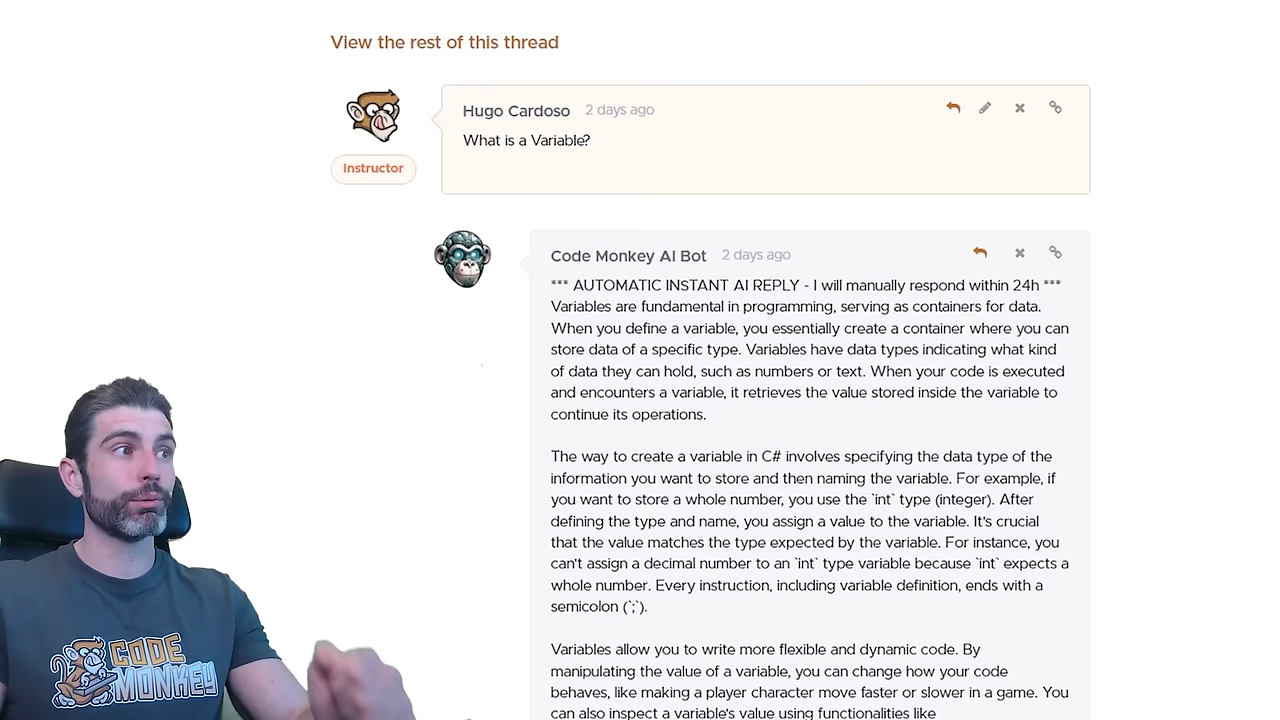 View the rest of this thread
Hugo Cardoso 2 days ago
What is a Variable?
Instructor
Code Monkey AI Bot 2 days ago
*** AUTOMATIC INSTANT AI REPLY - I will manually respond within 24h ***
Variables are fundamental in programming, serving as containers for data.
When you define a variable, you essentially create a container where you can
store data of a specific type. Variables have data types indicating what kind
of data they can hold, such as numbers or text. When your code is executed
and encounters a variable, it retrieves the value stored inside the variable to
continue its operations.
The way to create a variable in C# involves specifying the data type of the
information you want to store and then naming the variable. For example, if
you want to store a whole number, you use the `int` type (integer). After
defining the type and name, you assign a value to the variable. It's crucial
that the value matches the type expected by the variable. For instance, you
can't assign a decimal number to an `int` type variable because `int` expects a
whole number. Every instruction, including variable definition, ends with a
semicolon (`;`).
Variables allow you to write more flexible and dynamic code. By
manipulating the value of a variable, you can change how your code
behaves, like making a player character move faster or slower in a game. You
can also inspect a variable's value using functionalities like
CODE
MONKEY